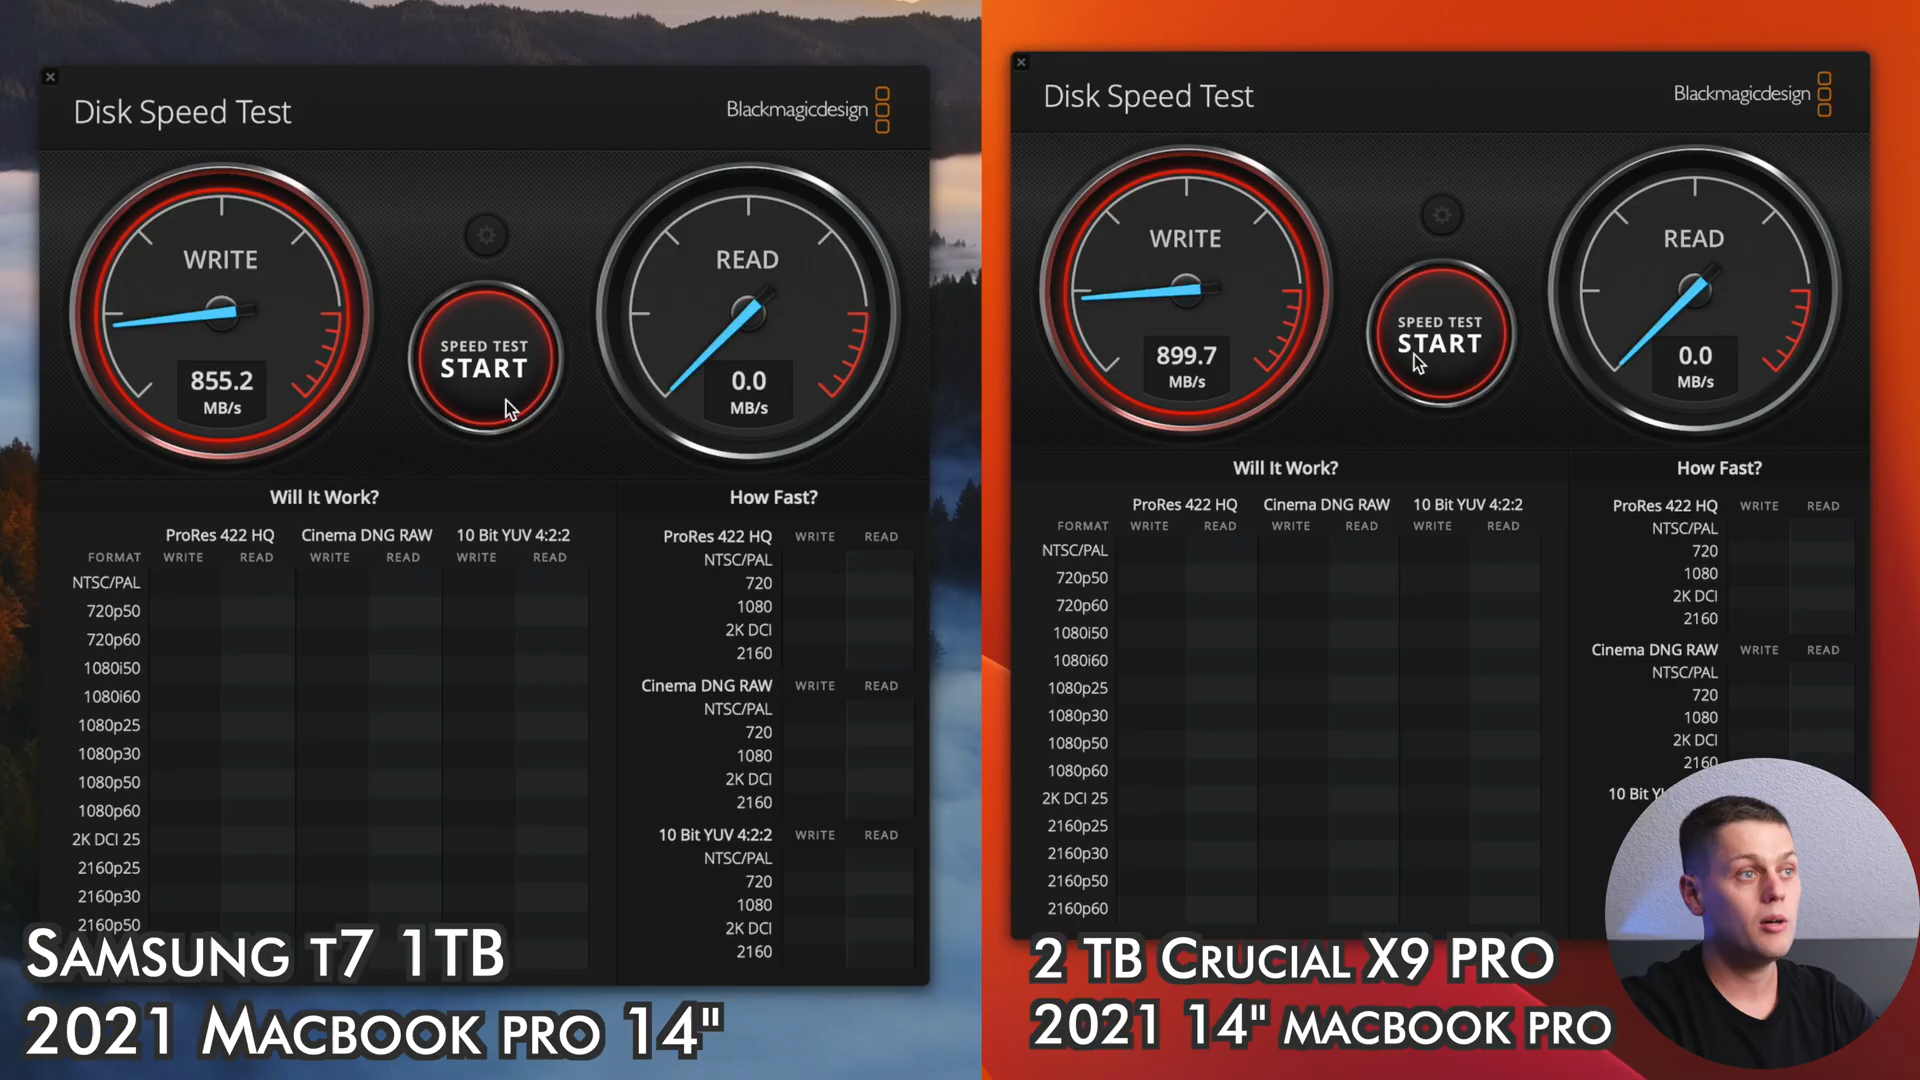 Disk Speed Test
Blackmagicdesign
WRITE
855.2
MB/s
SPEED TEST
START
READ
0.0
MB/s
Will It Work?
ProRes 422 HQ Cinema DNG RAW 10 Bit YUV 4:2:2
FORMAT WRITE READ WRITE READ WRITE READ
NTSC/PAL
720p50
720p60
1080i50
1080i60
1080p25
1080p30
1080p50
1080p60
2K DCI 25
2160p25
2160p30
2160p50
How Fast?
ProRes 422 HQ WRITE READ
NTSC/PAL
720
1080
2K DCI
2160
Cinema DNG RAW WRITE READ
NTSC/PAL
720
1080
2K DCI
2160
10 Bit YUV 4:2:2 WRITE READ
NTSC/PAL
720
1080
2K DCI
2160
SAMSUNG T7 1TB
2021 MACBOOK PRO 14"
Disk Speed Test
Blackmagicdesign
WRITE
899.7
MB/s
SPEED TEST
START
READ
0.0
MB/s
Will It Work?
ProRes 422 HQ Cinema DNG RAW 10 Bit YUV 4:2:2
FORMAT WRITE READ WRITE READ WRITE READ
NTSC/PAL
720p50
720p60
1080i50
1080i60
1080p25
1080p30
1080p50
1080p60
2K DCI 25
2160p25
2160p30
2160p50
2160p60
How Fast?
ProRes 422 HQ WRITE READ
NTSC/PAL
720
1080
2K DCI
2160
Cinema DNG RAW WRITE READ
NTSC/PAL
720
1080
2K DCI
2160
10 Bit
2 TB CRUCIAL X9 PRO
2021 14" MACBOOK PRO